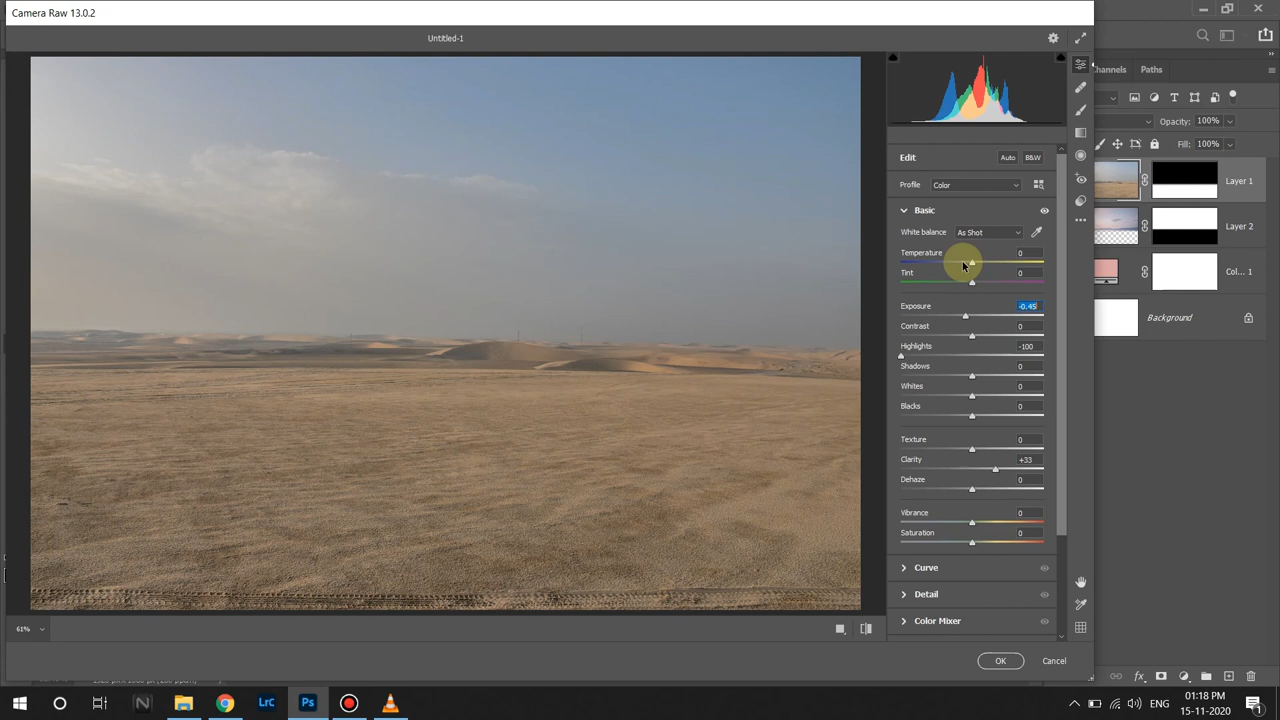 Camera Raw 13.0.2
Untitled-1
Channels Paths
Edit Auto B&W
Opacity: 100%
Profile Color
Fill: 100%
Basic
Layer 1
White balance As Shot
Layer 2
Temperature 0
Tint 0
Col... 1
Exposure -0.45
Background
Contrast 0
Highlights -100
Shadows 0
Whites 0
Blacks 0
Texture 0
Clarity +33
Dehaze 0
Vibrance 0
Saturation 0
Curve
Detail
Color Mixer
61%
OK Cancel
LrC Ps
ENG
01:18 PM
15-11-2020